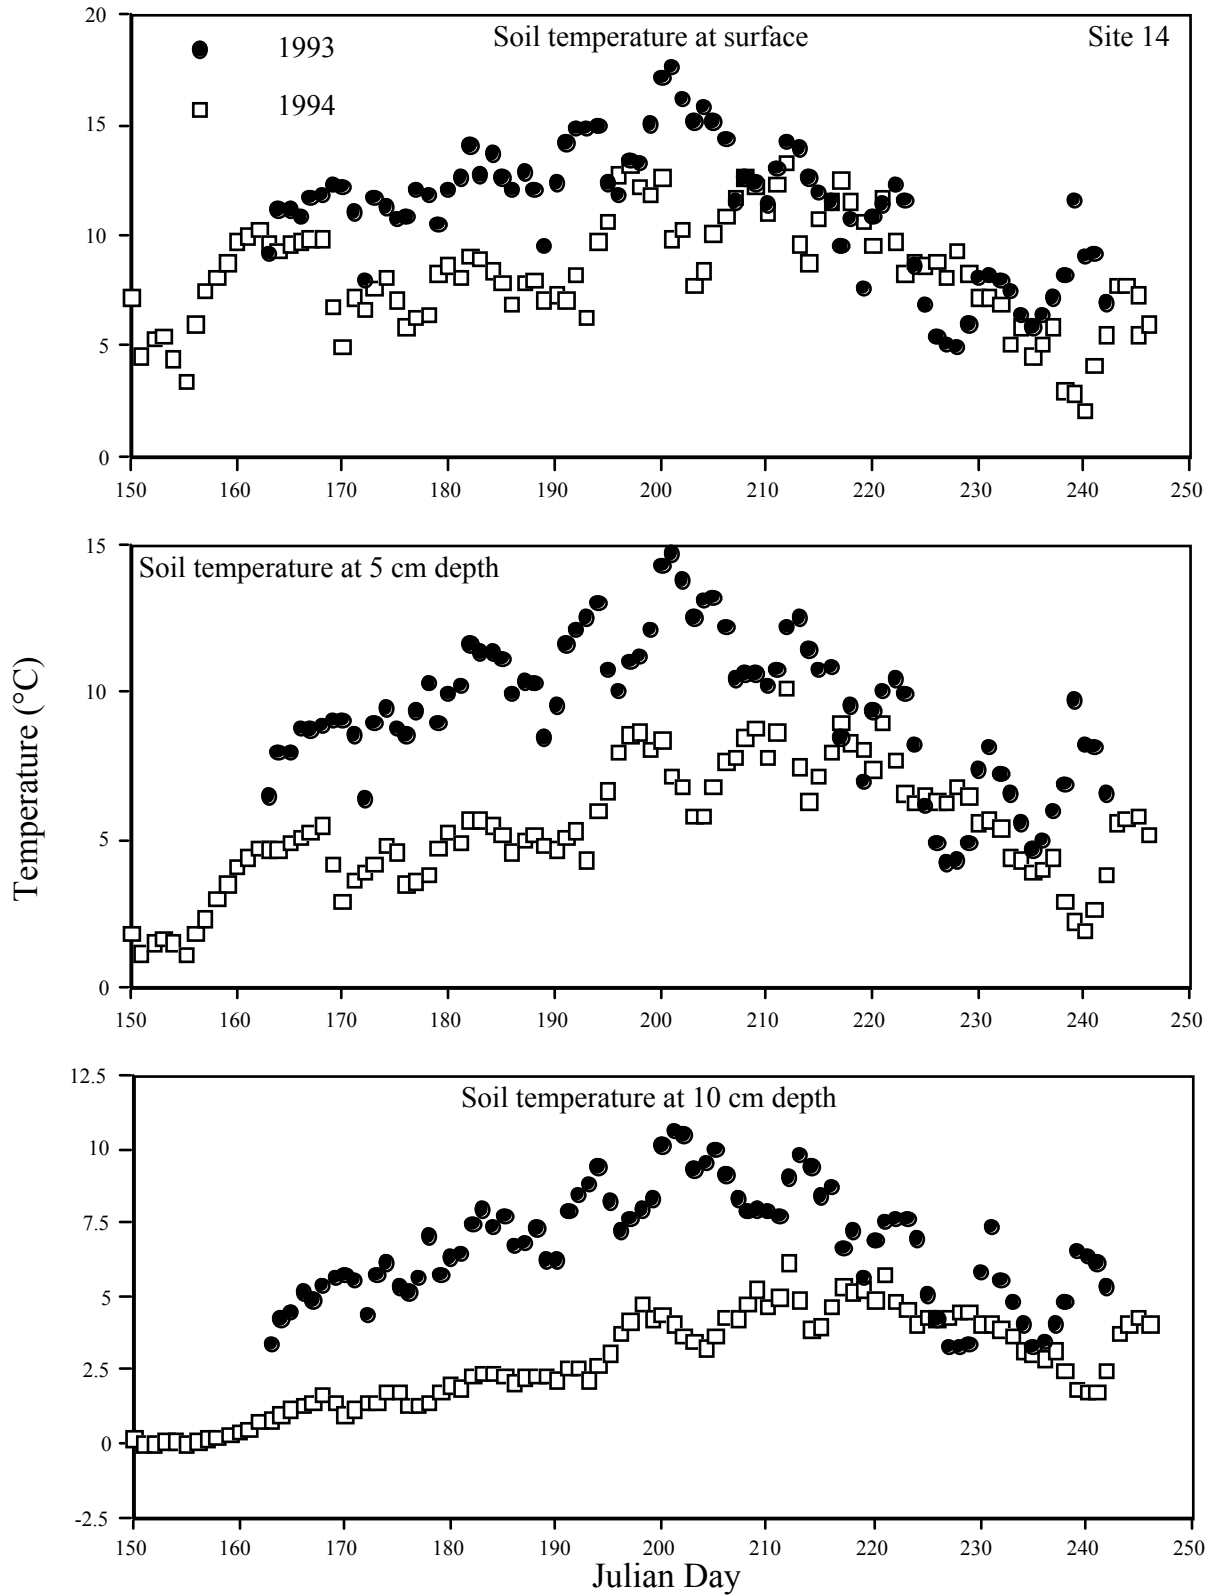 20
Soil temperature at surface
Site 14
1993
1994
15
10
5
0
150 160 170 180 190 200 210 220 230 240 250
15
Soil temperature at 5 cm depth
10
5
0
150 160 170 180 190 200 210 220 230 240 250
Temperature (°C)
12.5
Soil temperature at 10 cm depth
10
7.5
5
2.5
0
-2.5
150 160 170 180 190 200 210 220 230 240 250
Julian Day